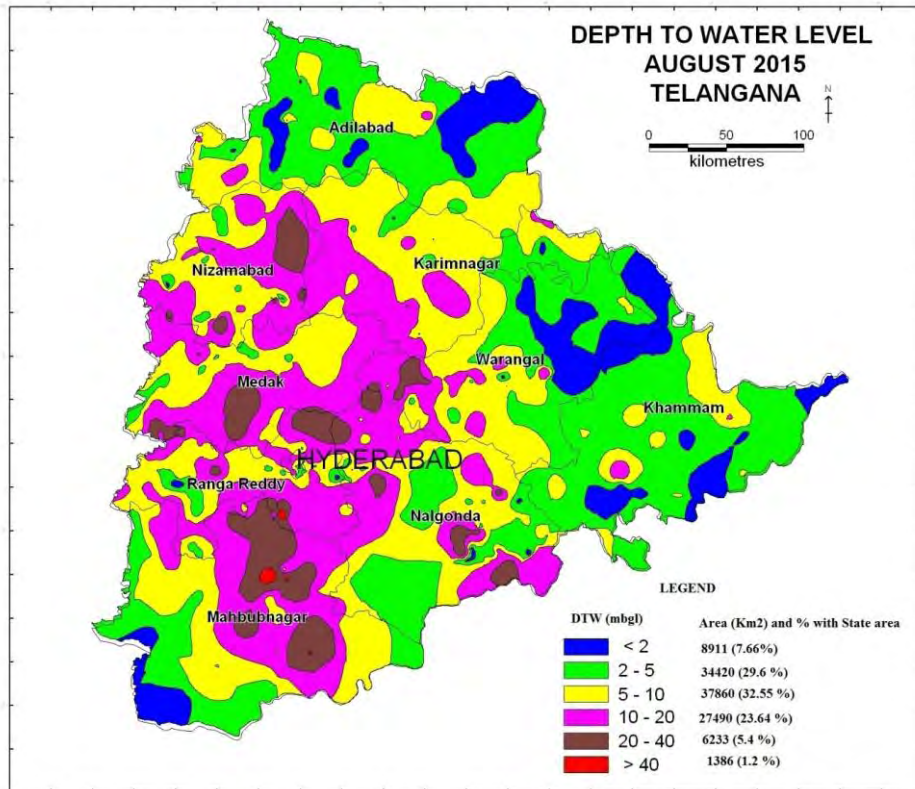 DEPTH TO WATER LEVEL
AUGUST 2015
TELANGANA
N
0 50 100
kilometres
Adilabad
Nizamabad
Karimnagar
Warangal
Medak
Khammam
HYDERABAD
Ranga Reddy
Nalgonda
Mahbubnagar
LEGEND
DTW (mbgl) Area (Km2) and % with State area
< 2 8911 (7.66%)
2 - 5 34420 (29.6 %)
5 - 10 37860 (32.55 %)
10 - 20 27490 (23.64 %)
20 - 40 6233 (5.4 %)
> 40 1386 (1.2 %)